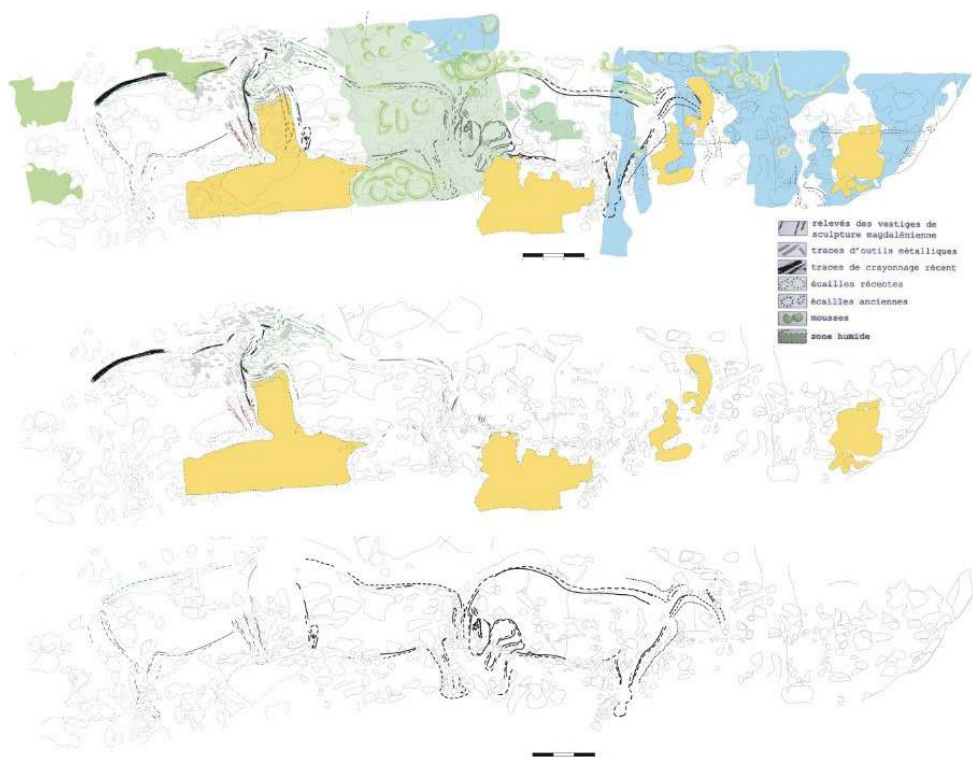 relevés des vestiges de
sculpture magdalénienne
traces d'outils métalliques
traces de crayonnage récent
écailles récentes
écailles anciennes
mousses
zone humide